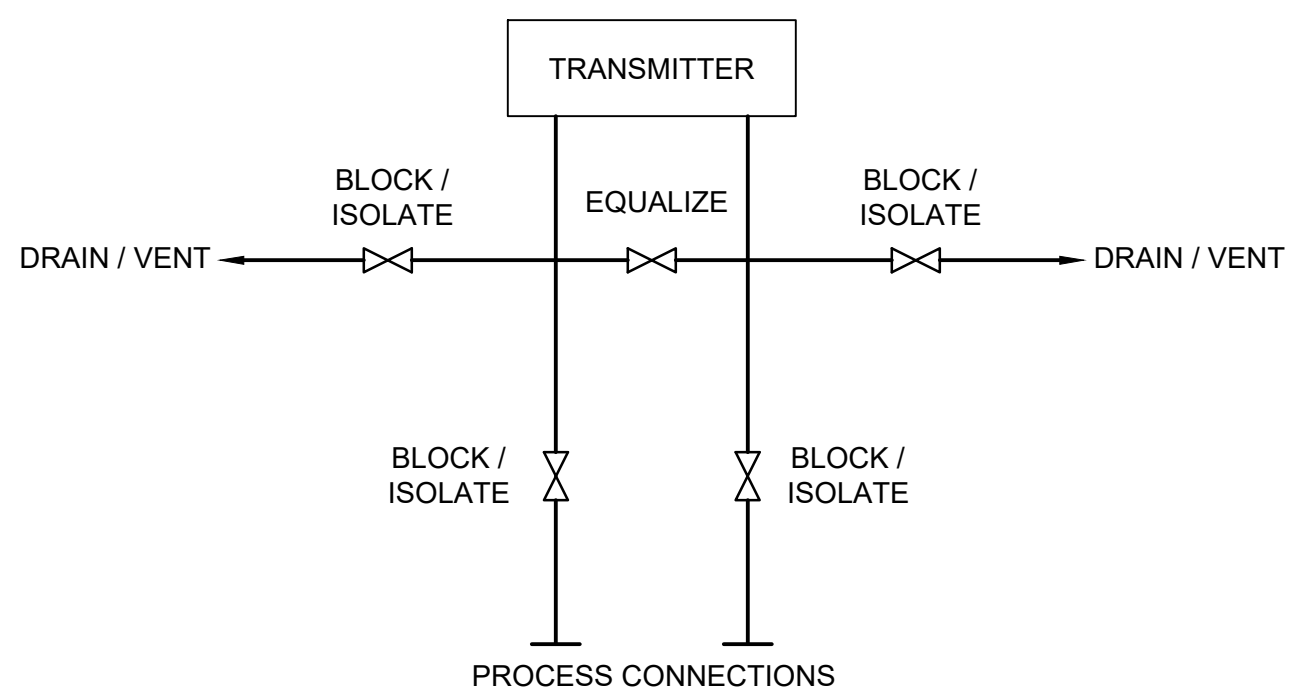 TRANSMITTER
BLOCK /
ISOLATE
EQUALIZE
BLOCK /
ISOLATE
DRAIN / VENT
DRAIN / VENT
BLOCK /
ISOLATE
BLOCK /
ISOLATE
PROCESS CONNECTIONS